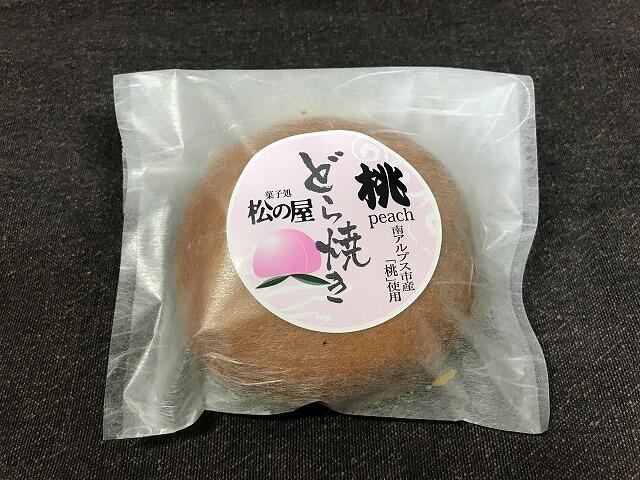 桃
peach
南アルプス市産
「桃」使用
どら焼き
菓子処
松の屋